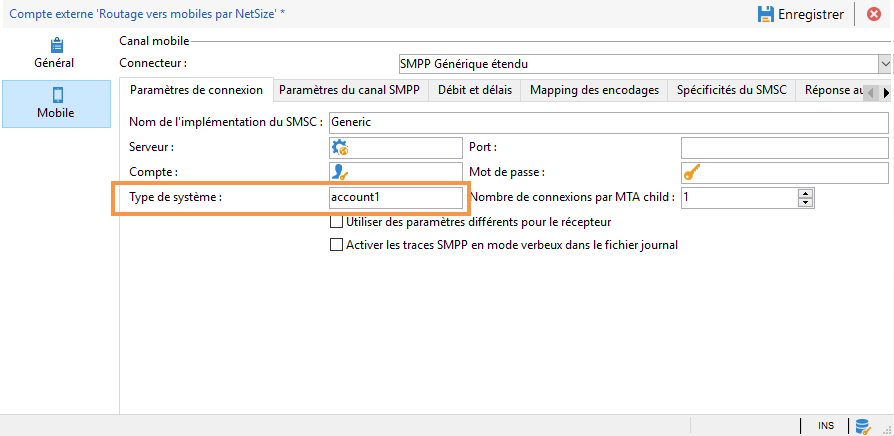 Compte externe 'Routage vers mobiles par NetSize' *
Enregistrer
Général
Mobile
Canal mobile
Connecteur : SMPP Générique étendu
Paramètres de connexion Paramètres du canal SMPP Débit et délais Mapping des encodages Spécificités du SMSC Réponse au
Nom de l'implémentation du SMSC : Generic
Serveur : Port :
Compte : Mot de passe :
Type de système : account1 Nombre de connexions par MTA child : 1
Utiliser des paramètres différents pour le récepteur
Activer les traces SMPP en mode verbeux dans le fichier journal
INS